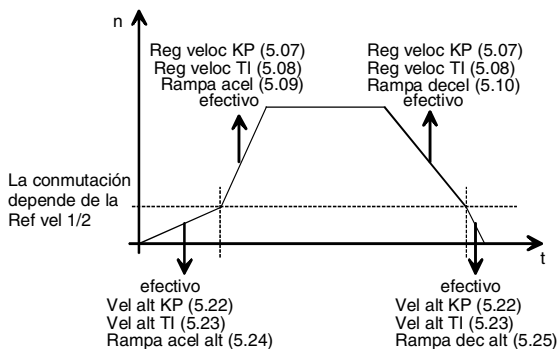 n
Reg veloc KP (5.07)
Reg veloc TI (5.08)
Rampa acel (5.09)
efectivo
Reg veloc KP (5.07)
Reg veloc TI (5.08)
Rampa decel (5.10)
efectivo
La conmutación
depende de la
Ref vel 1/2
t
efectivo
Vel alt KP (5.22)
Vel alt TI (5.23)
Rampa acel alt (5.24)
efectivo
Vel alt KP (5.22)
Vel alt TI (5.23)
Rampa dec alt (5.25)